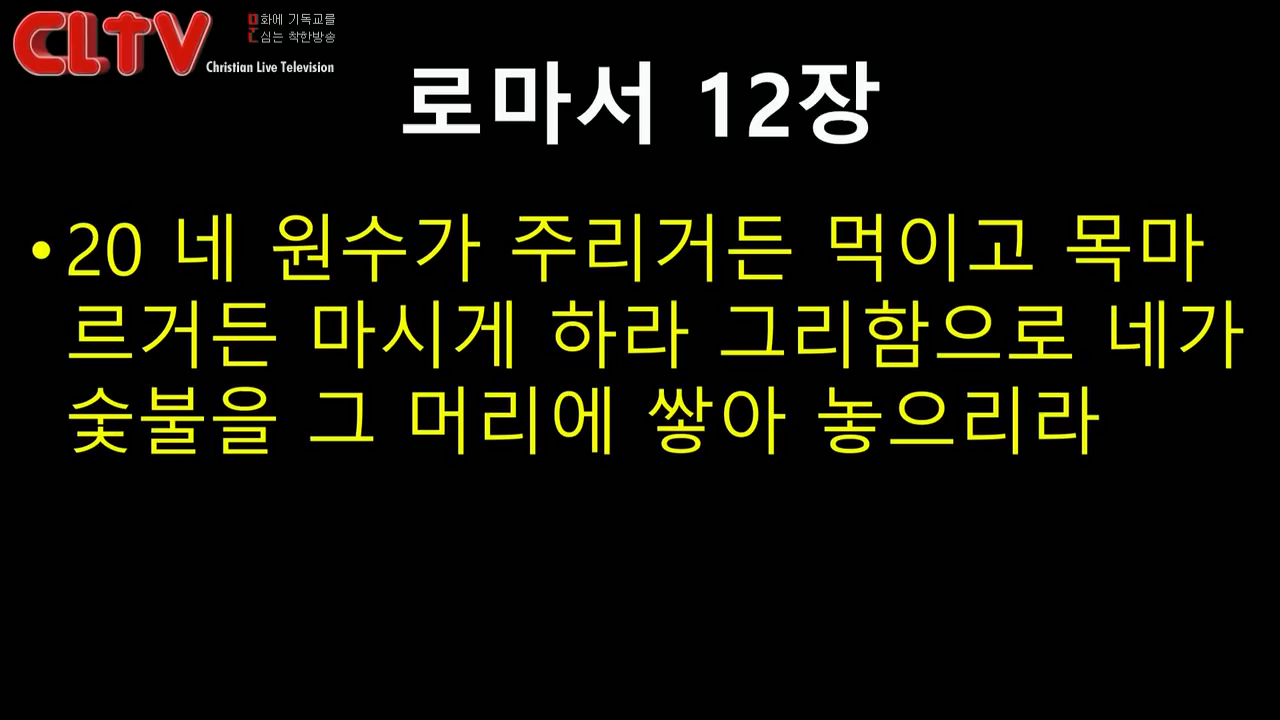 CLTV
문화에 기독교를
심는 착한방송
Christian Live Television
로마서 12장
•20 네 원수가 주리거든 먹이고 목마
르거든 마시게 하라 그리함으로 네가
숯불을 그 머리에 쌓아 놓으리라